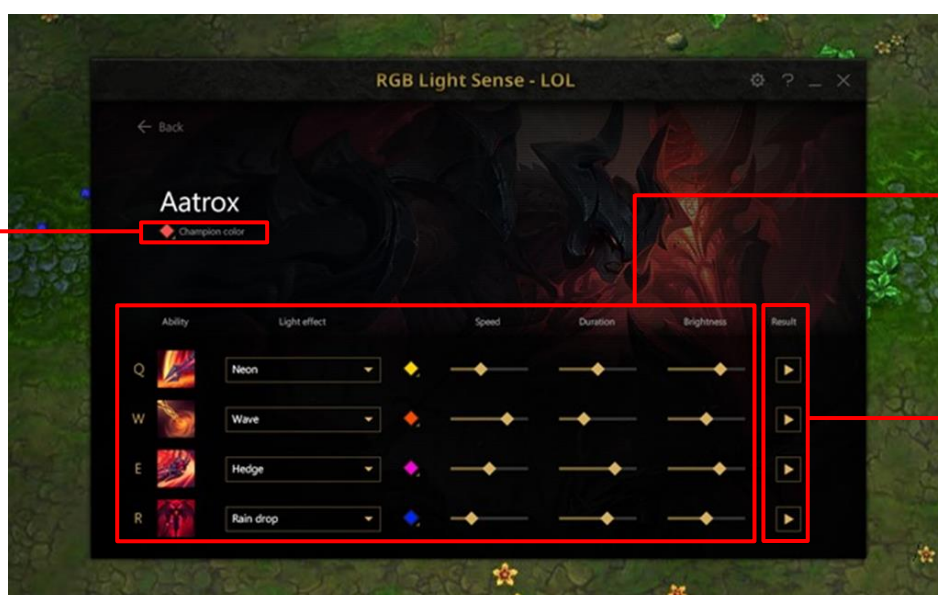 RGB Light Sense - LOL
?
← Back
Aatrox
Champion color
Ability Light effect Speed Duration Brightness Result
Q Neon
W Wave
E Hedge
R Rain drop